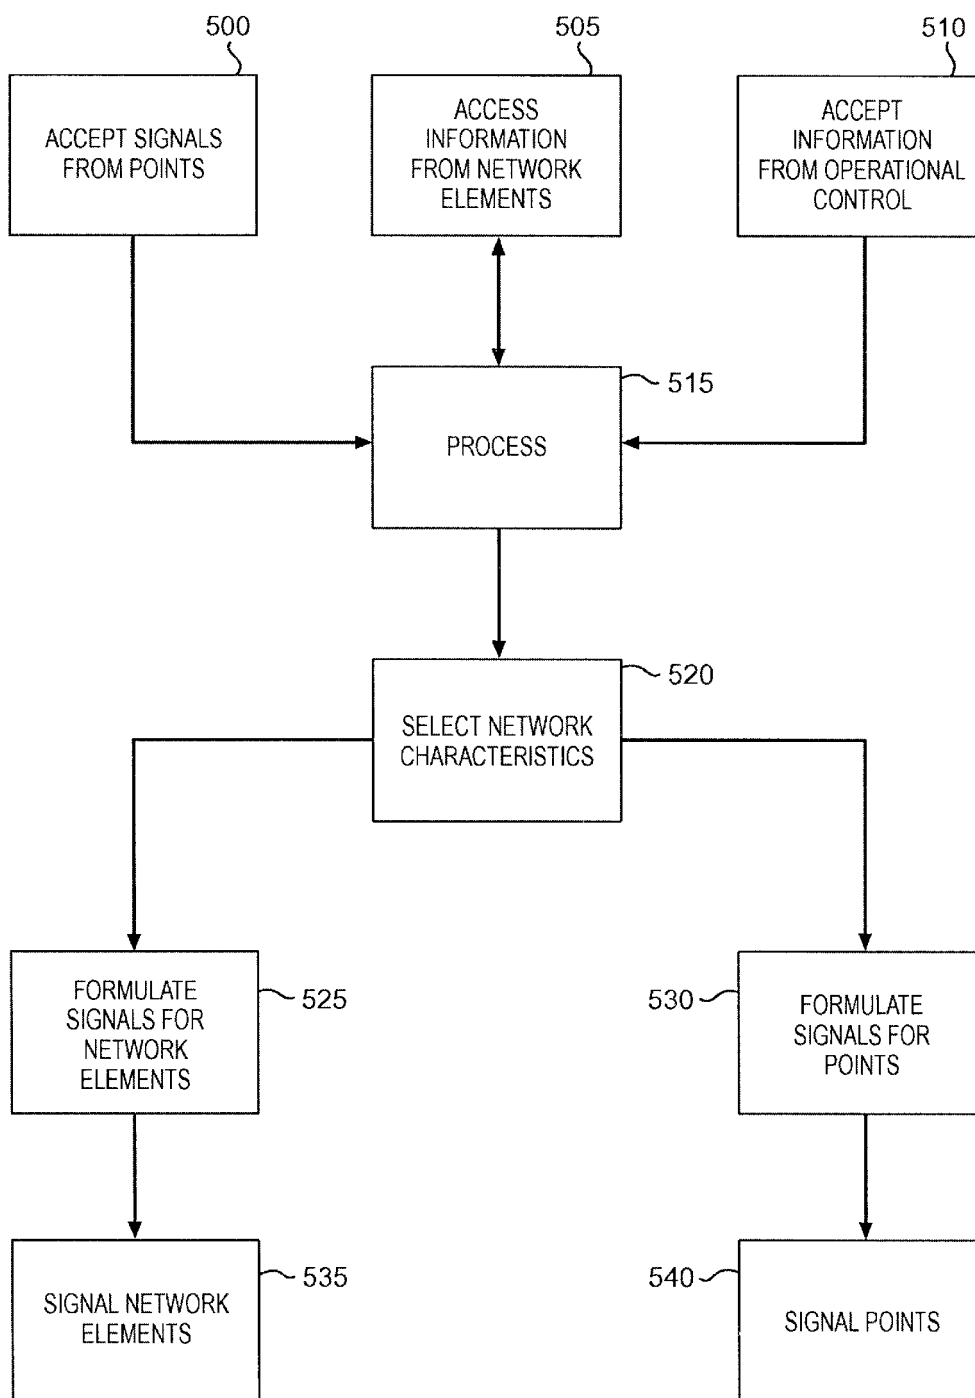 500
505
510
ACCEPT SIGNALS
FROM POINTS
ACCESS
INFORMATION
FROM NETWORK
ELEMENTS
ACCEPT
INFORMATION
FROM OPERATIONAL
CONTROL
515
PROCESS
520
SELECT NETWORK
CHARACTERISTICS
FORMULATE
SIGNALS FOR
NETWORK
ELEMENTS
525
530
FORMULATE
SIGNALS FOR
POINTS
SIGNAL NETWORK
ELEMENTS
535
540
SIGNAL POINTS